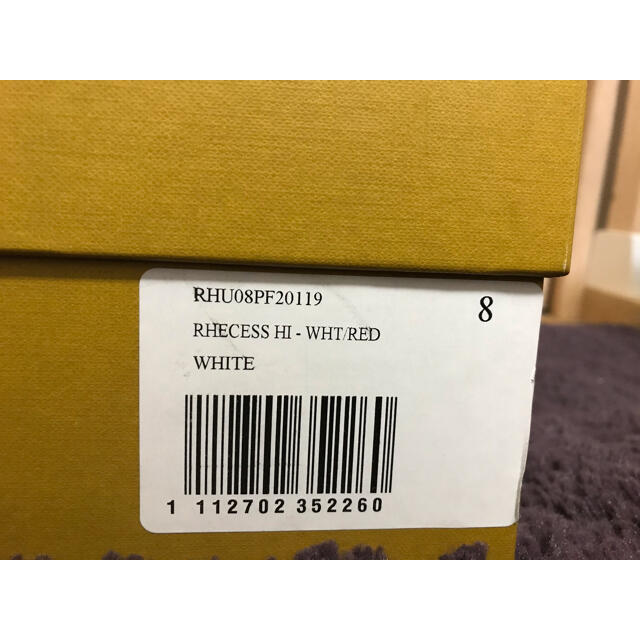 RHU08PF20119
8
RHECESS HI - WHT/RED
WHITE
1 112702 352260